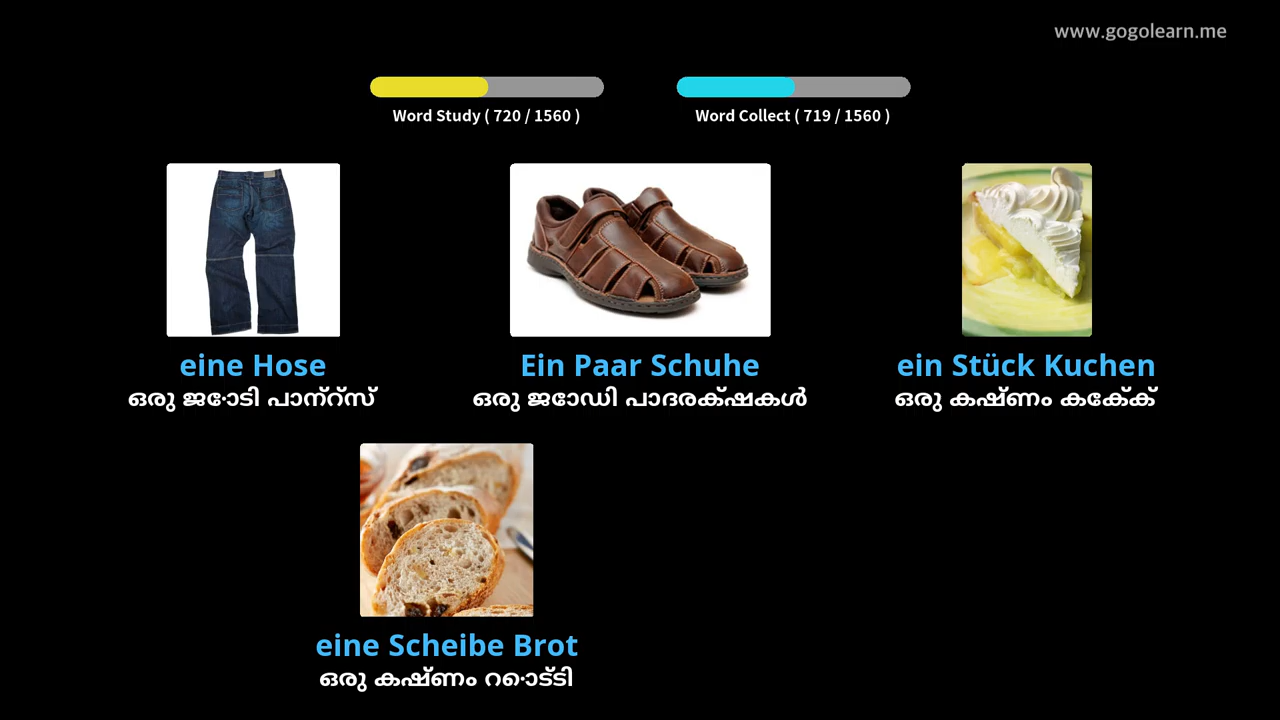 www.gogolearn.me
Word Study ( 720 / 1560 )
Word Collect ( 719 / 1560 )
eine Hose
ഒരു ജോടി പാന്റ്സ്
Ein Paar Schuhe
ഒരു ജോഡി പാദരക്ഷകൾ
ein Stück Kuchen
ഒരു കഷ്ണം കേക്ക്
eine Scheibe Brot
ഒരു കഷ്ണം റൊട്ടി